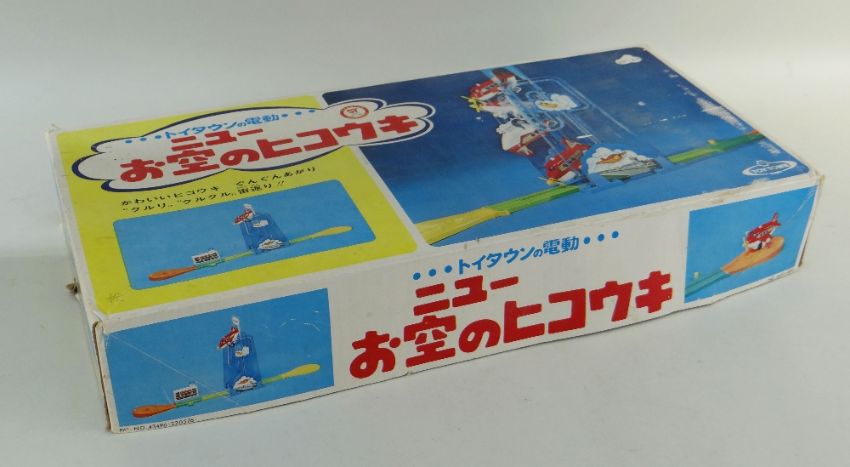 ・・・トイタウンの電動・・・
ニュー
お空のヒコウキ
かわいいヒコウキ ぐんぐんあがり
"クルリ"、"クルクル"、宙返り!!
・・・トイタウンの電動・・・
ニュー
お空のヒコウキ